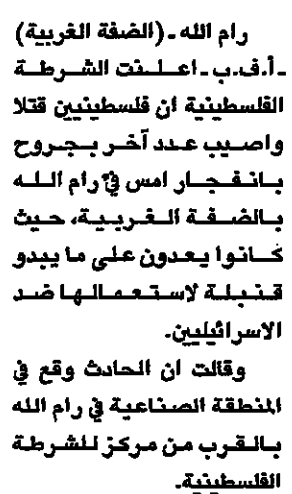 رام الله ـ (الضفة الغربية)
ـ أ.ف.ب ـ اعلنت الشرطة
الفلسطينية ان فلسطينيين قتلا
واصيب عدد آخر بجروح
بانفجار امس في رام الله
بالضفة الغربية، حيث
كانوا يعدون على ما يبدو
قنبلة لاستعمالها ضد
الاسرائيليين.
وقالت ان الحادث وقع في
المنطقة الصناعية في رام الله
بالقرب من مركز للشرطة
الفلسطينية.